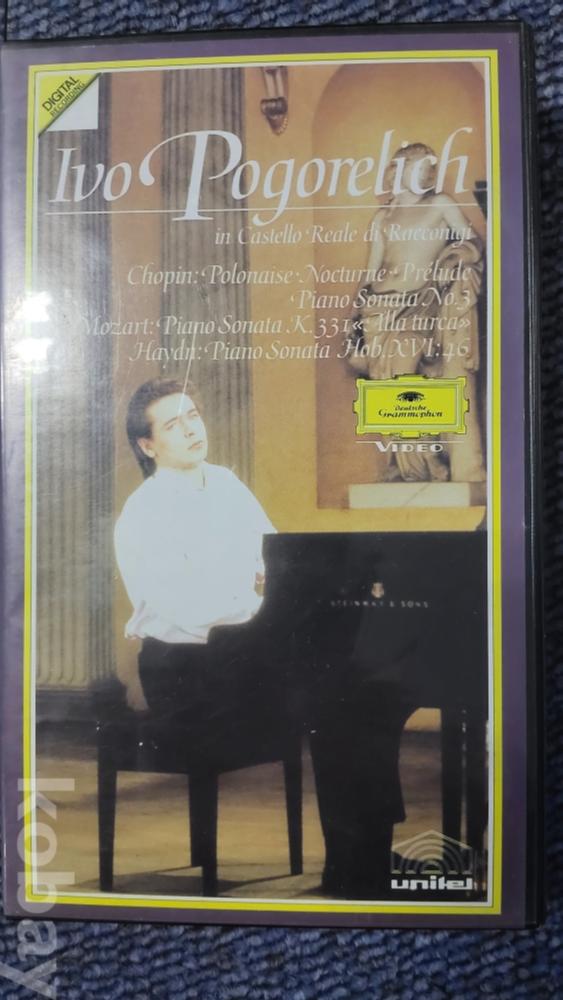 DIGITAL
RECORDING
Ivo Pogorelich
in Castello Reale di Racconigi
Chopin: Polonaise · Nocturne · Prélude
Piano Sonata No. 3
Mozart: Piano Sonata K. 331 «Alla turca»
Haydn: Piano Sonata Hob. XVI: 46
Deutsche
Grammophon
VIDEO
STEINWAY & SONS
unitel
kobay